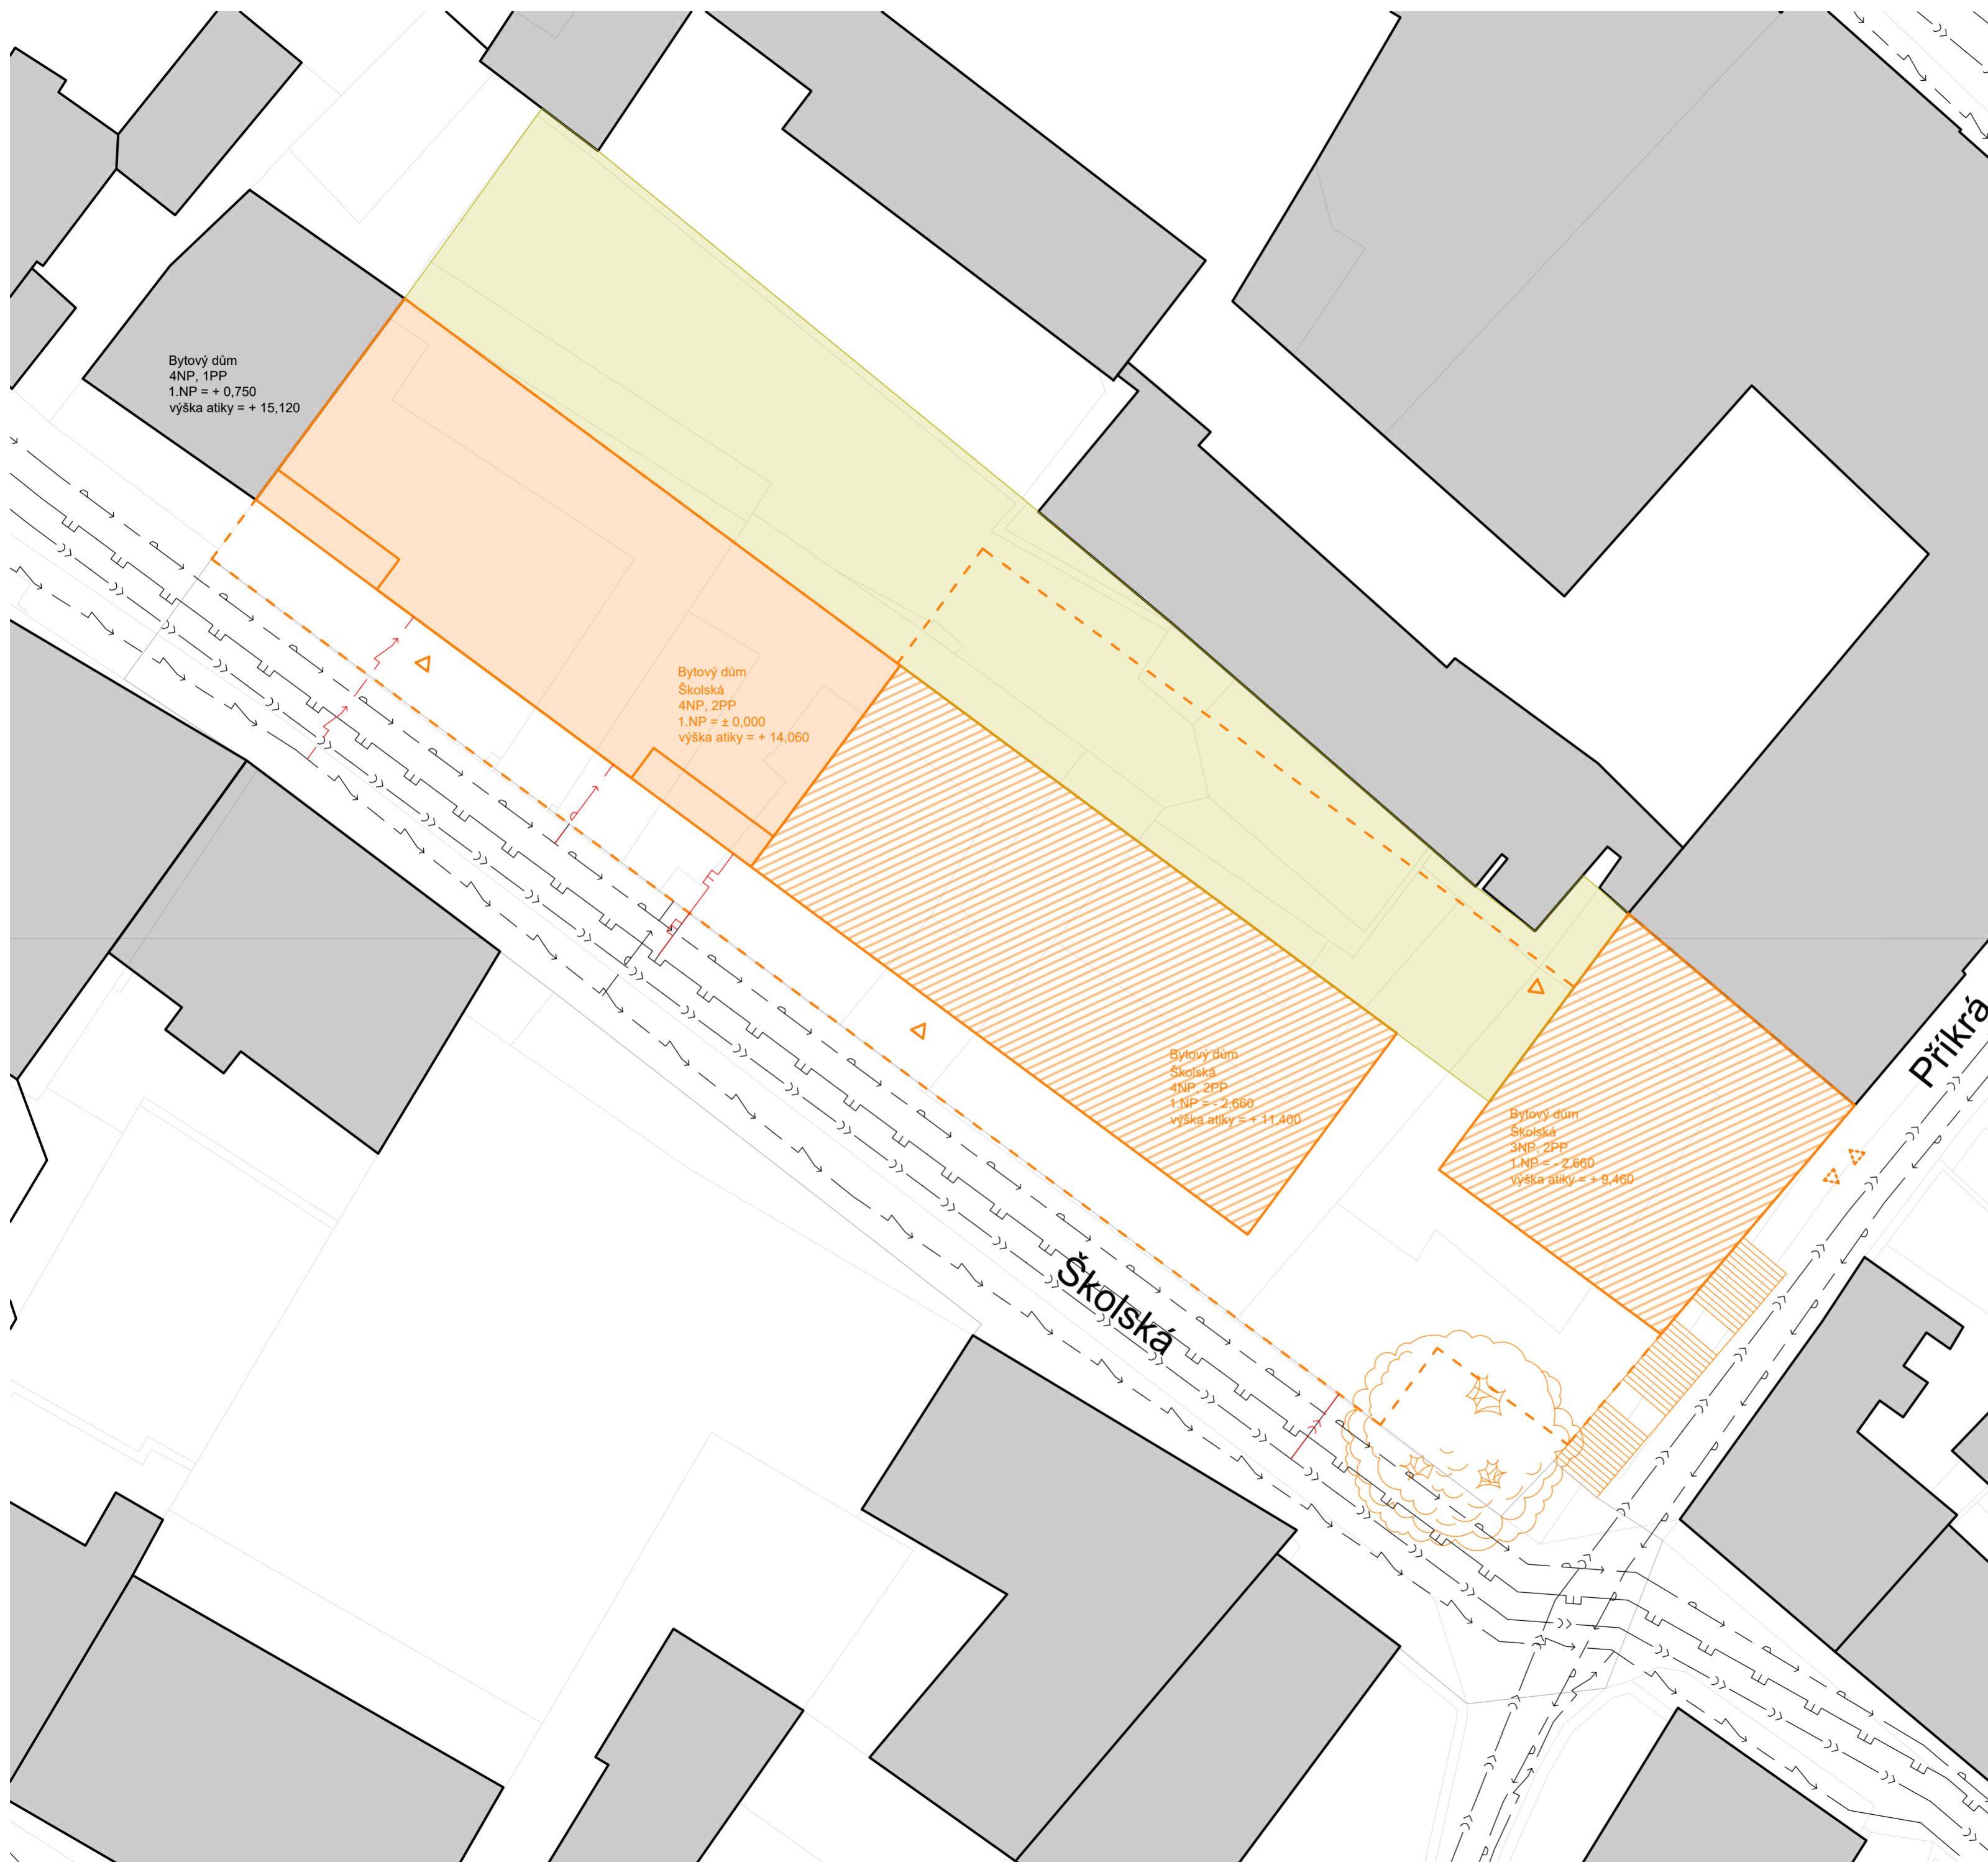 Bytový dům
4NP, 1PP
1.NP = + 0,750
výška atiky = + 15,120
Bytový dům
Školská
4NP, 2PP
1.NP = ± 0,000
výška atiky = + 14,060
Bytový dům
Školská
4NP, 2PP
1.NP = - 2,660
výška atiky = + 11.400
Bytový dům
Školská
3NP, 2PP
1.NP = - 2,660
výška atiky = + 9,460
Příkrá
Školská